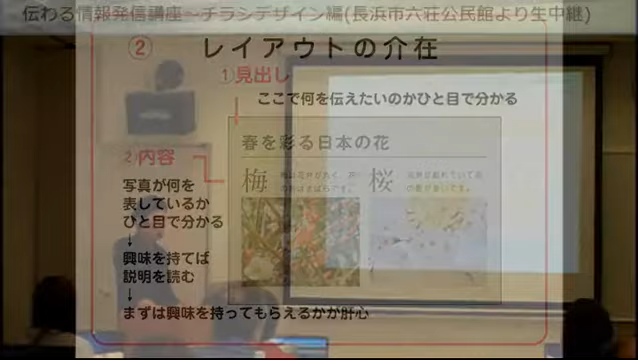 伝わる情報発信講座～チラシデザイン編(長浜市六荘公民館より生中継)
② レイアウトの介在
1)見出し
ここで何を伝えたいのかひと目で分かる
春を彩る日本の花
2)内容
梅
桜
写真が何を
表しているか
ひと目で分かる
↓
興味を持てば
説明を読む
↓
まずは興味を持ってもらえるかが肝心